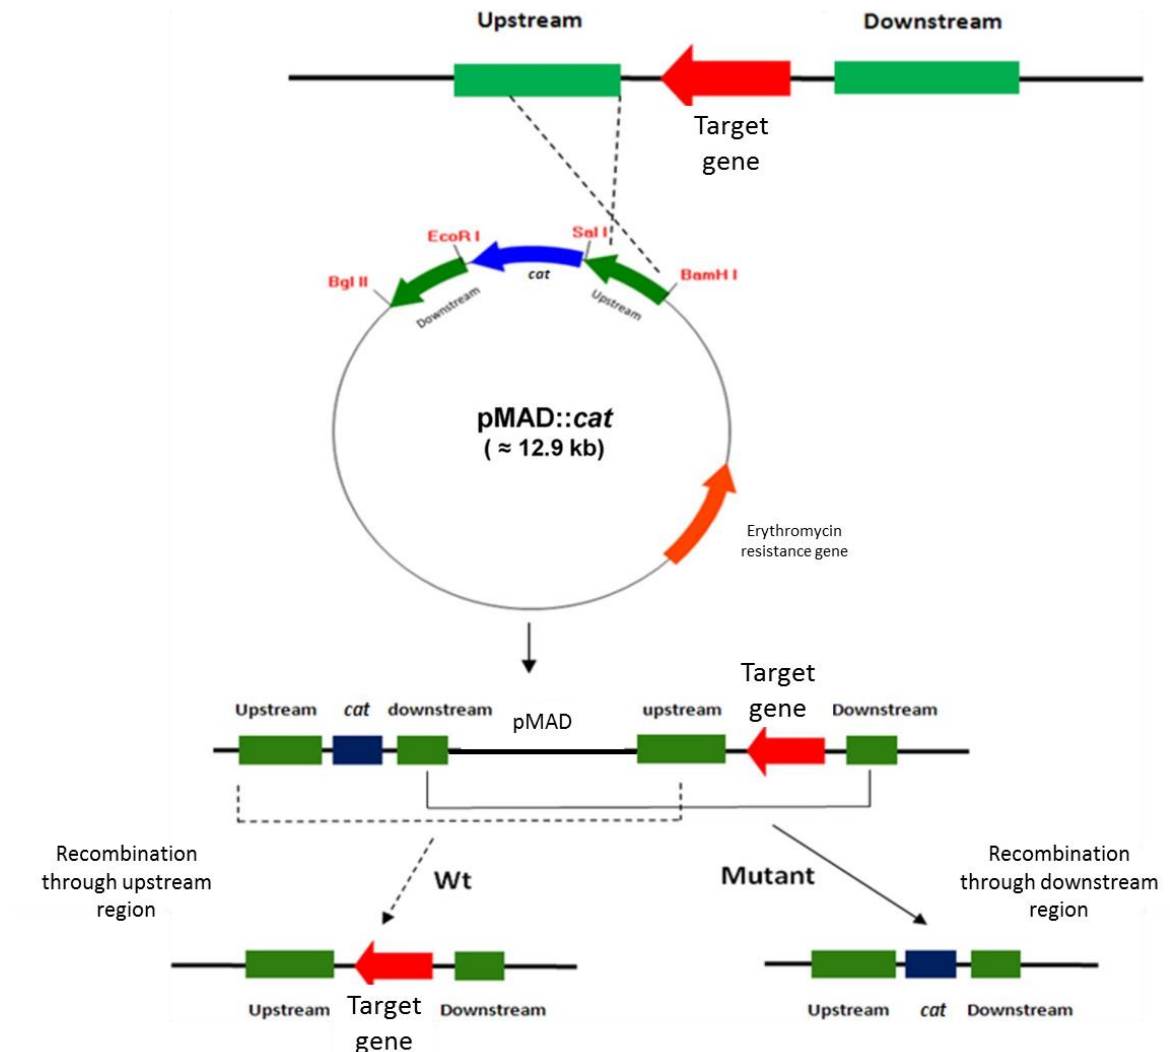 Upstream
Downstream
Target
gene
EcoR I
Sal I
Bgl II
cat
BamH I
Downstream
Upstream
pMAD::cat
( ≈ 12.9 kb)
Erythromycin
resistance gene
Target
gene
Upstream
cat
downstream
pMAD
upstream
Downstream
Recombination
through upstream
region
Wt
Mutant
Recombination
through downstream
region
Upstream
Target
gene
Downstream
Upstream
cat
Downstream